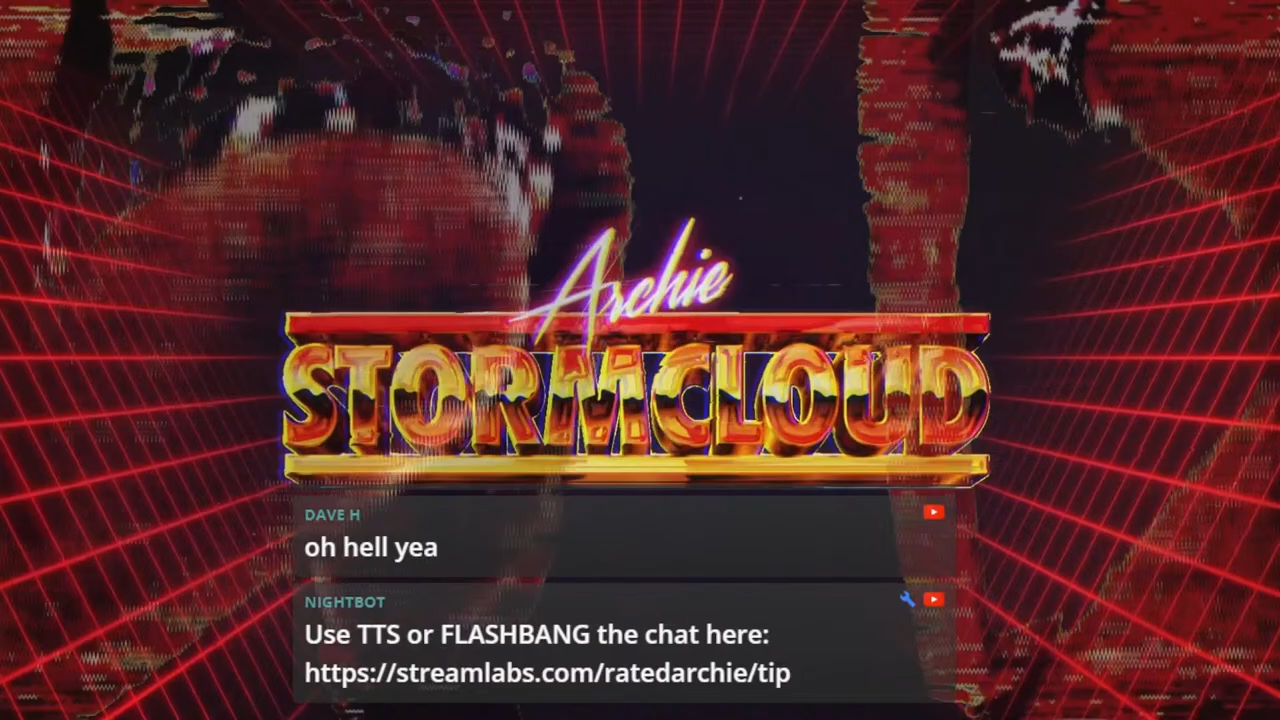 Archie
STORMCLOUD
DAVE H
oh hell yea
NIGHTBOT
Use TTS or FLASHBANG the chat here:
https://streamlabs.com/ratedarchie/tip